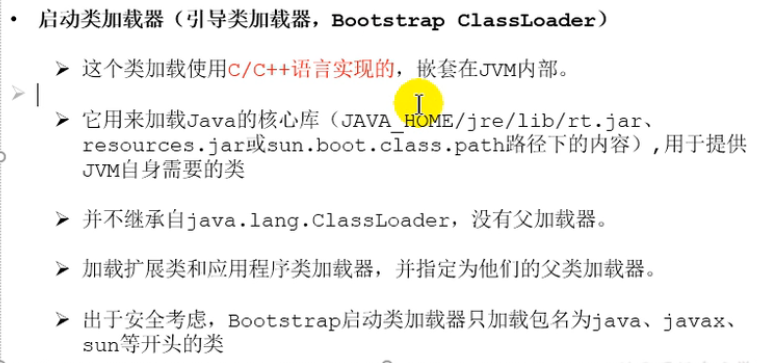 • 启动类加载器（引导类加载器，Bootstrap ClassLoader）
➢ 这个类加载使用C/C++语言实现的，嵌套在JVM内部。
➢ 它用来加载Java的核心库（JAVA_HOME/jre/lib/rt.jar、
resources.jar或sun.boot.class.path路径下的内容）,用于提供
JVM自身需要的类
➢ 并不继承自java.lang.ClassLoader，没有父加载器。
➢ 加载扩展类和应用程序类加载器，并指定为他们的父类加载器。
➢ 出于安全考虑，Bootstrap启动类加载器只加载包名为java、javax、
sun等开头的类